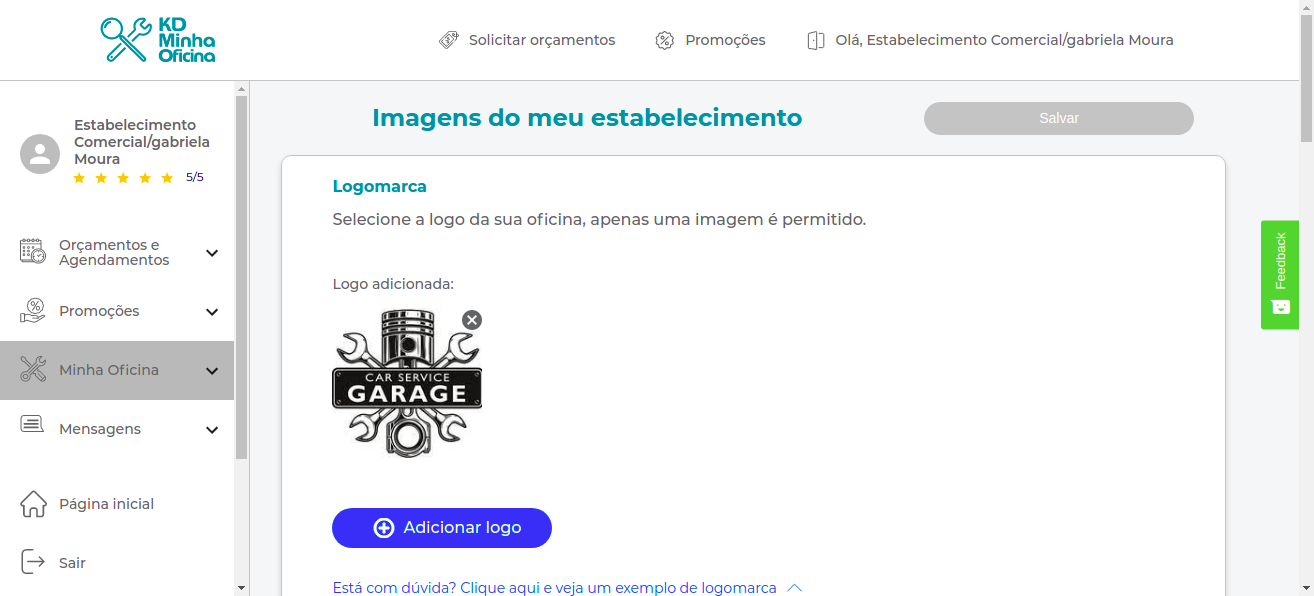 KD
Minha
Oficina
Solicitar orçamentos
Promoções
Olá, Estabelecimento Comercial/gabriela Moura
Estabelecimento
Comercial/gabriela
Moura
5/5
Orçamentos e
Agendamentos
Promoções
Minha Oficina
Mensagens
Página inicial
Sair
Imagens do meu estabelecimento
Salvar
Logomarca
Selecione a logo da sua oficina, apenas uma imagem é permitido.
Logo adicionada:
CAR SERVICE
GARAGE
Adicionar logo
Está com dúvida? Clique aqui e veja um exemplo de logomarca
Feedback